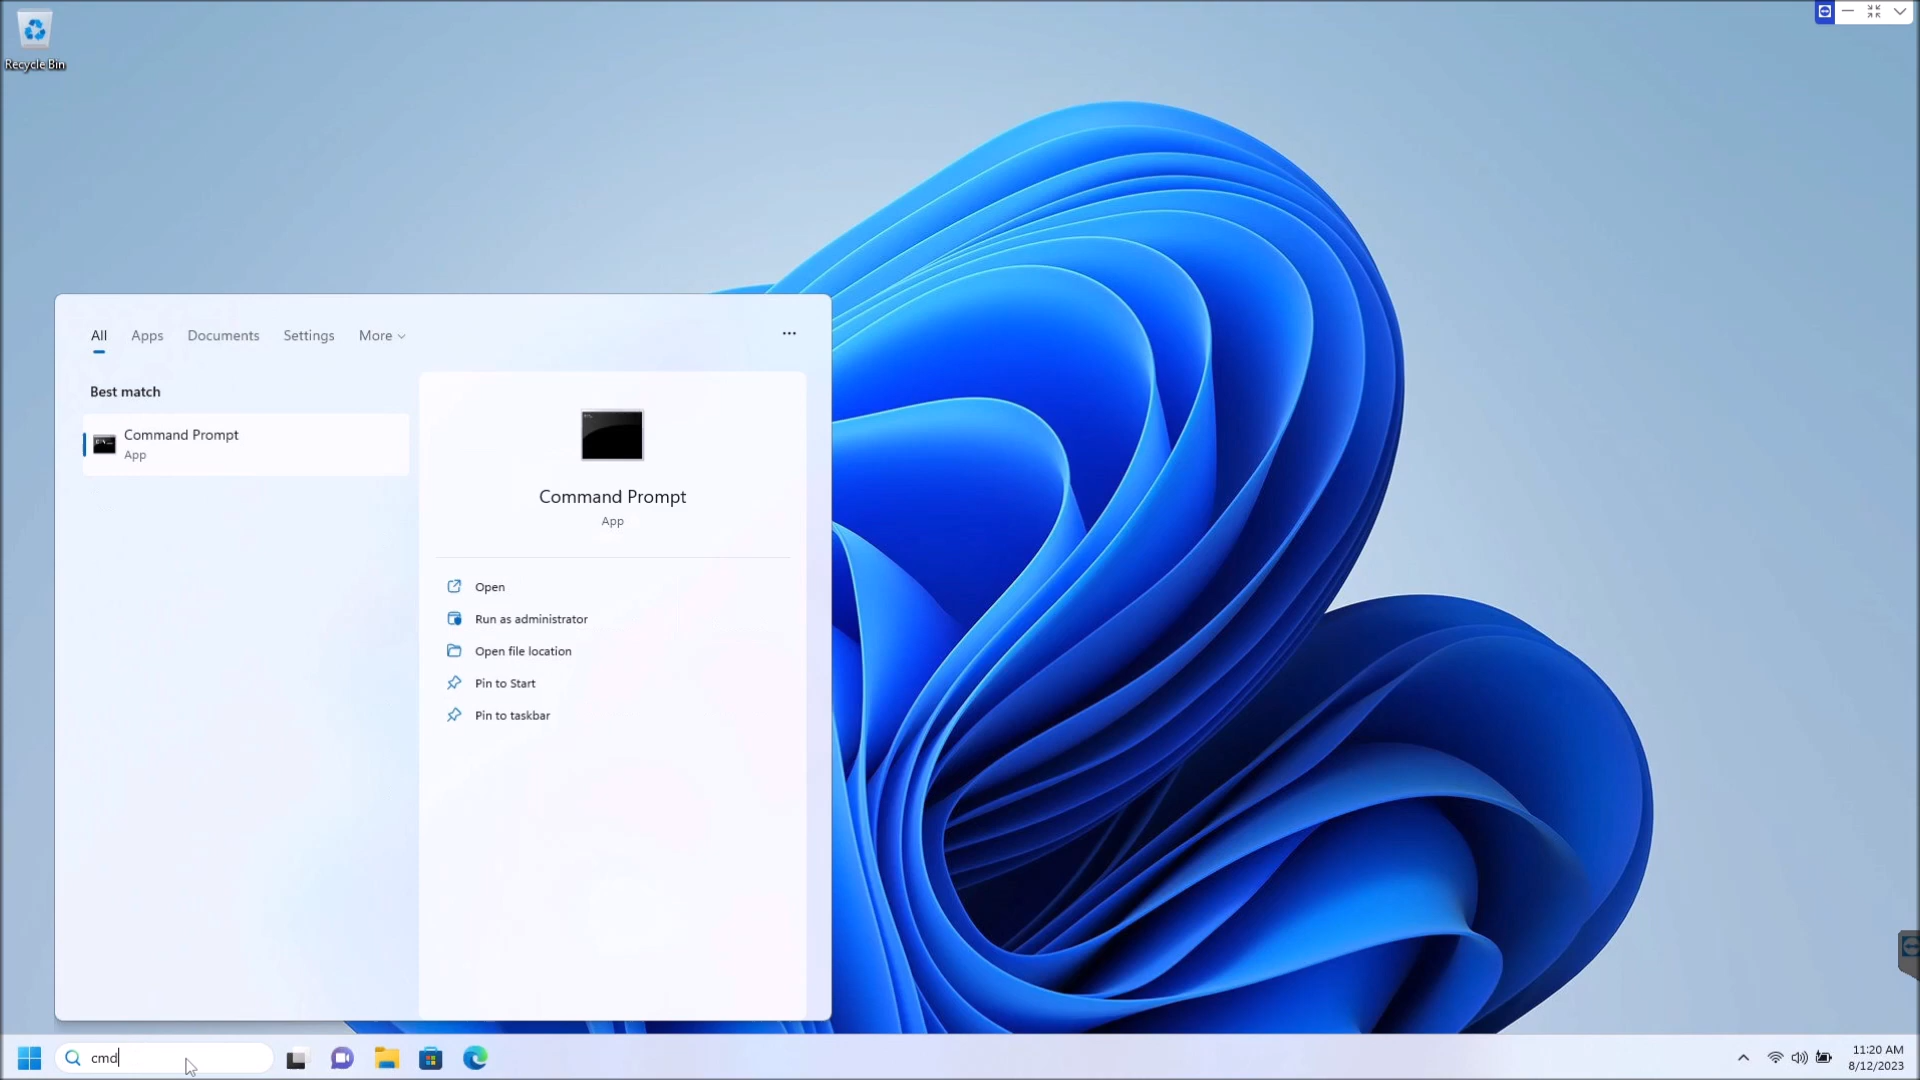 Recycle Bin
All Apps Documents Settings More
Best match
Command Prompt
App
Command Prompt
App
Open
Run as administrator
Open file location
Pin to Start
Pin to taskbar
cmd
11:20 AM
8/12/2023